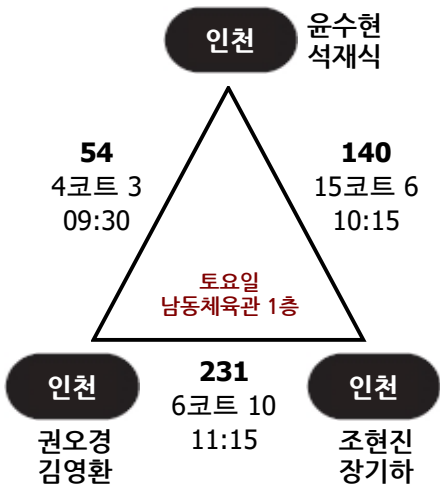 인천
윤수현
석재식
54
4코트 3
09:30
140
15코트 6
10:15
토요일
남동체육관 1층
인천
권오경
김영환
231
6코트 10
11:15
인천
조현진
장기하